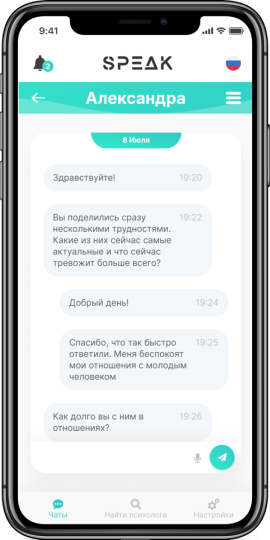 9:41
2
SPEAK
Александра
8 Июля
Здравствуйте! 19:20
Вы поделились сразу 19:22
несколькими трудностями.
Какие из них сейчас самые
актуальные и что сейчас
тревожит больше всего?
Добрый день! 19:24
Спасибо, что так быстро 19:25
ответили. Меня беспокоят
мои отношения с молодым
человеком
Как долго вы с ним в 19:26
отношениях?
Чаты Найти психолога Настройки